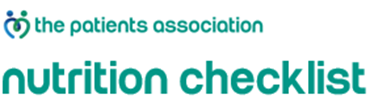 the patients association
nutrition checklist